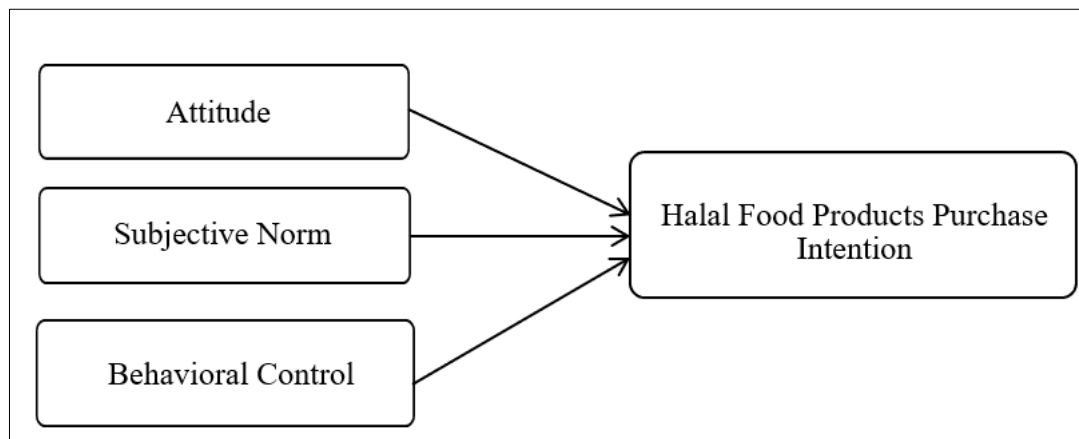 Attitude
Subjective Norm
Behavioral Control
Halal Food Products Purchase
Intention